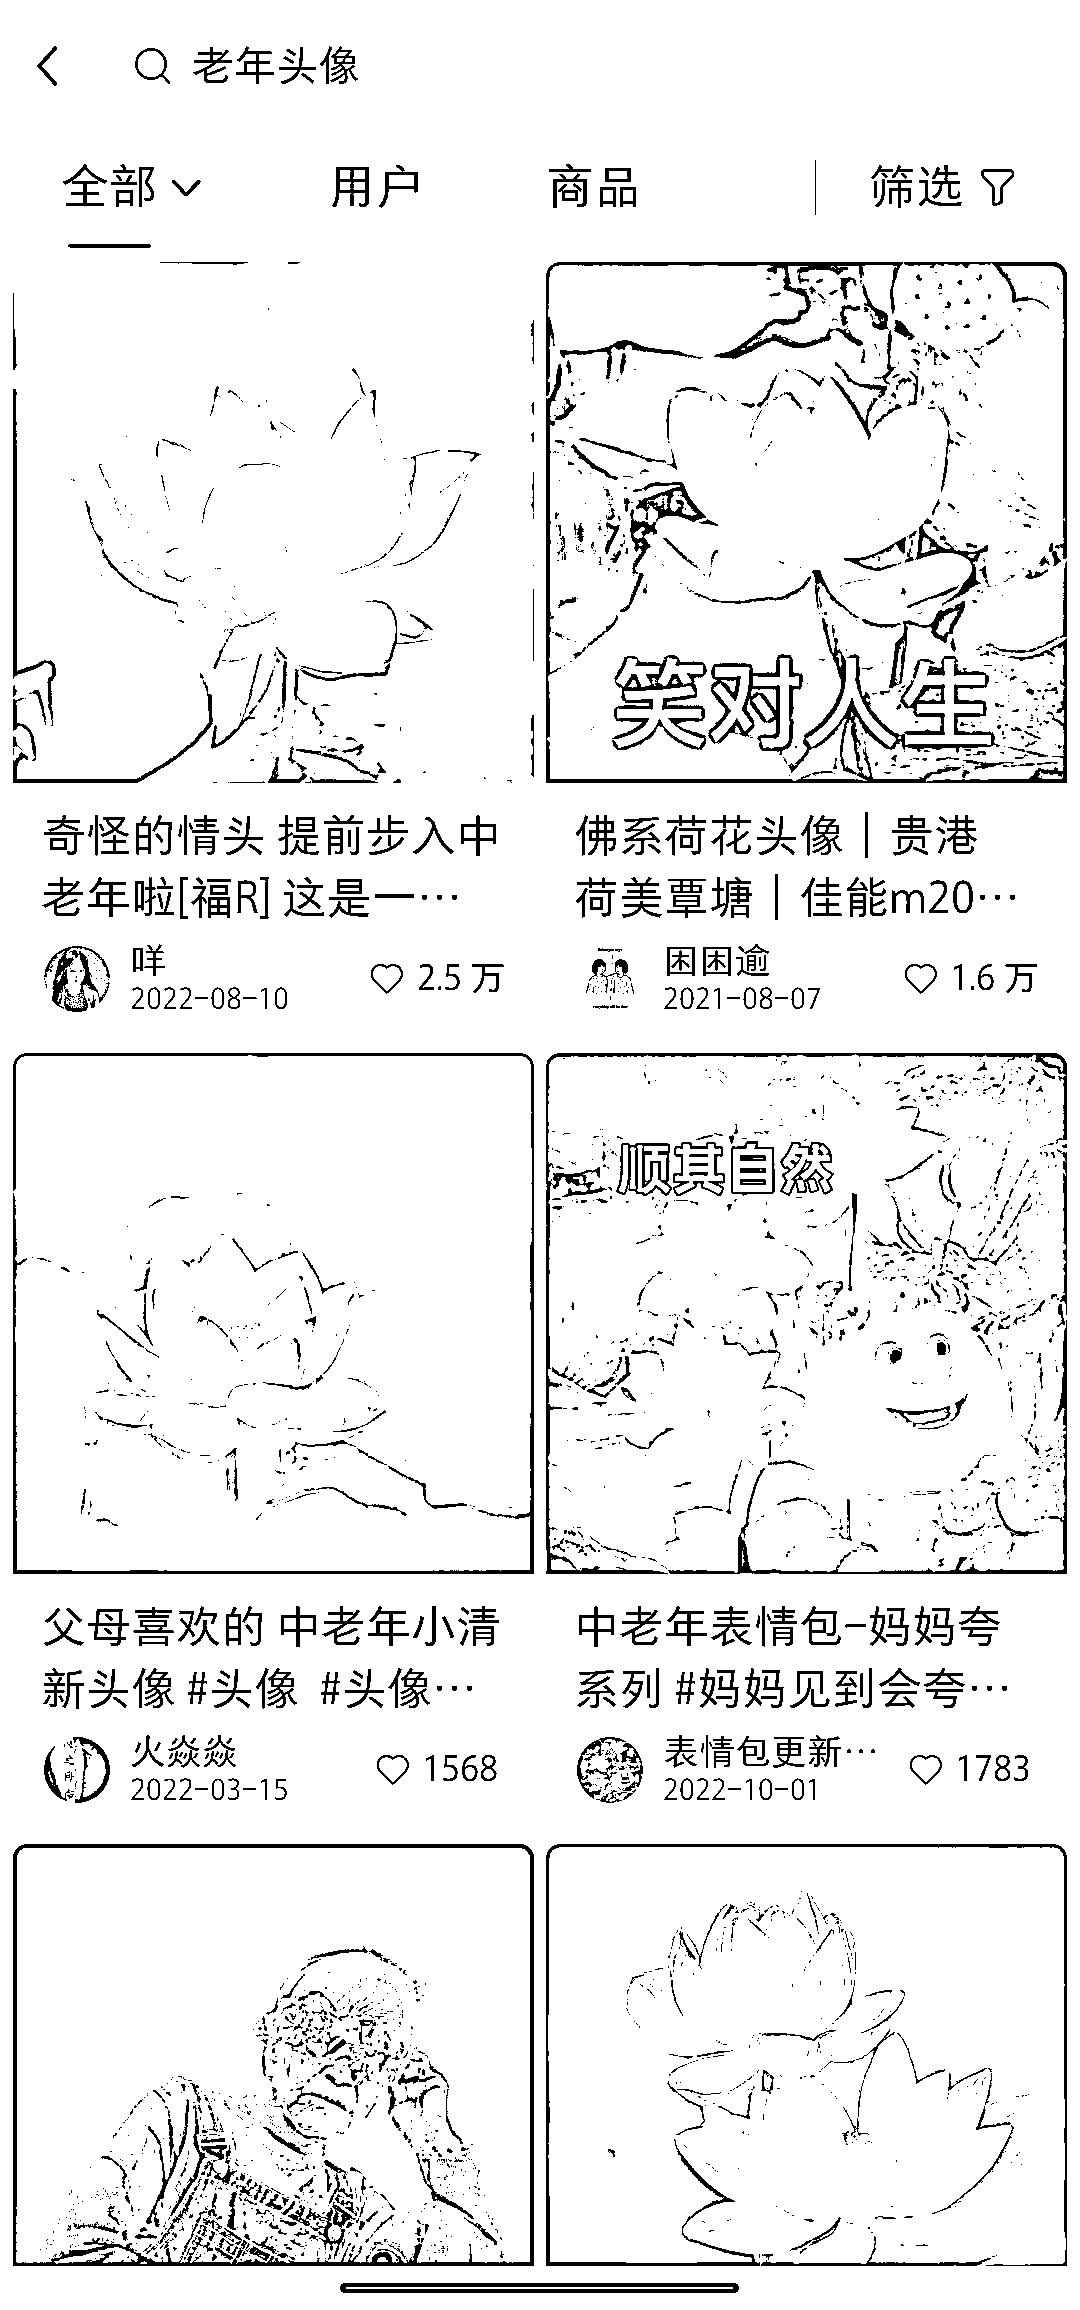 老年头像
全部 用户 商品 筛选
笑对人生
奇怪的情头 提前步入中
老年啦[福R] 这是一…
咩
2022-08-10
2.5 万
佛系荷花头像｜贵港
荷美覃塘｜佳能m20…
困困逾
2021-08-07
1.6 万
顺其自然
父母喜欢的 中老年小清
新头像 #头像 #头像…
火焱焱
2022-03-15
1568
中老年表情包-妈妈夸
系列 #妈妈见到会夸…
表情包更新…
2022-10-01
1783